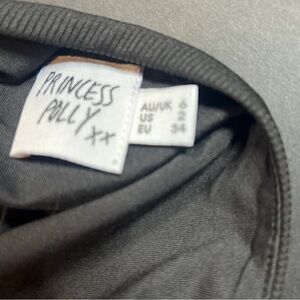 PRINCESS
POLLY xx
AU/UK 6
US 2
EU 34